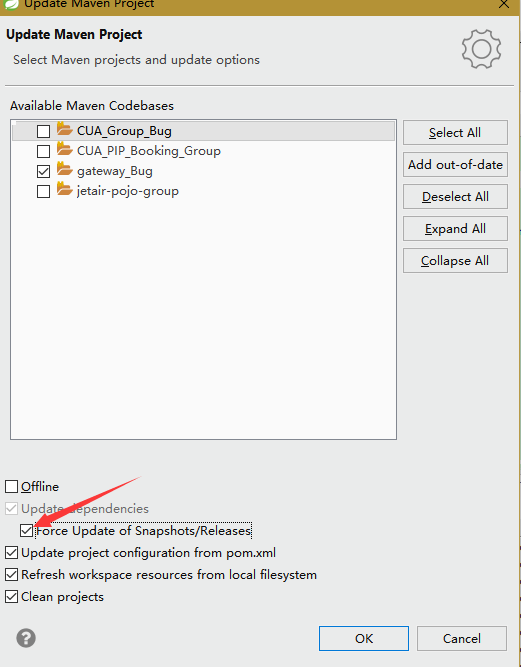 Update Maven Project
Update Maven Project
Select Maven projects and update options
Available Maven Codebases
CUA_Group_Bug
CUA_PIP_Booking_Group
gateway_Bug
jetair-pojo-group
Select All
Add out-of-date
Deselect All
Expand All
Collapse All
Offline
Update dependencies
Force Update of Snapshots/Releases
Update project configuration from pom.xml
Refresh workspace resources from local filesystem
Clean projects
OK
Cancel